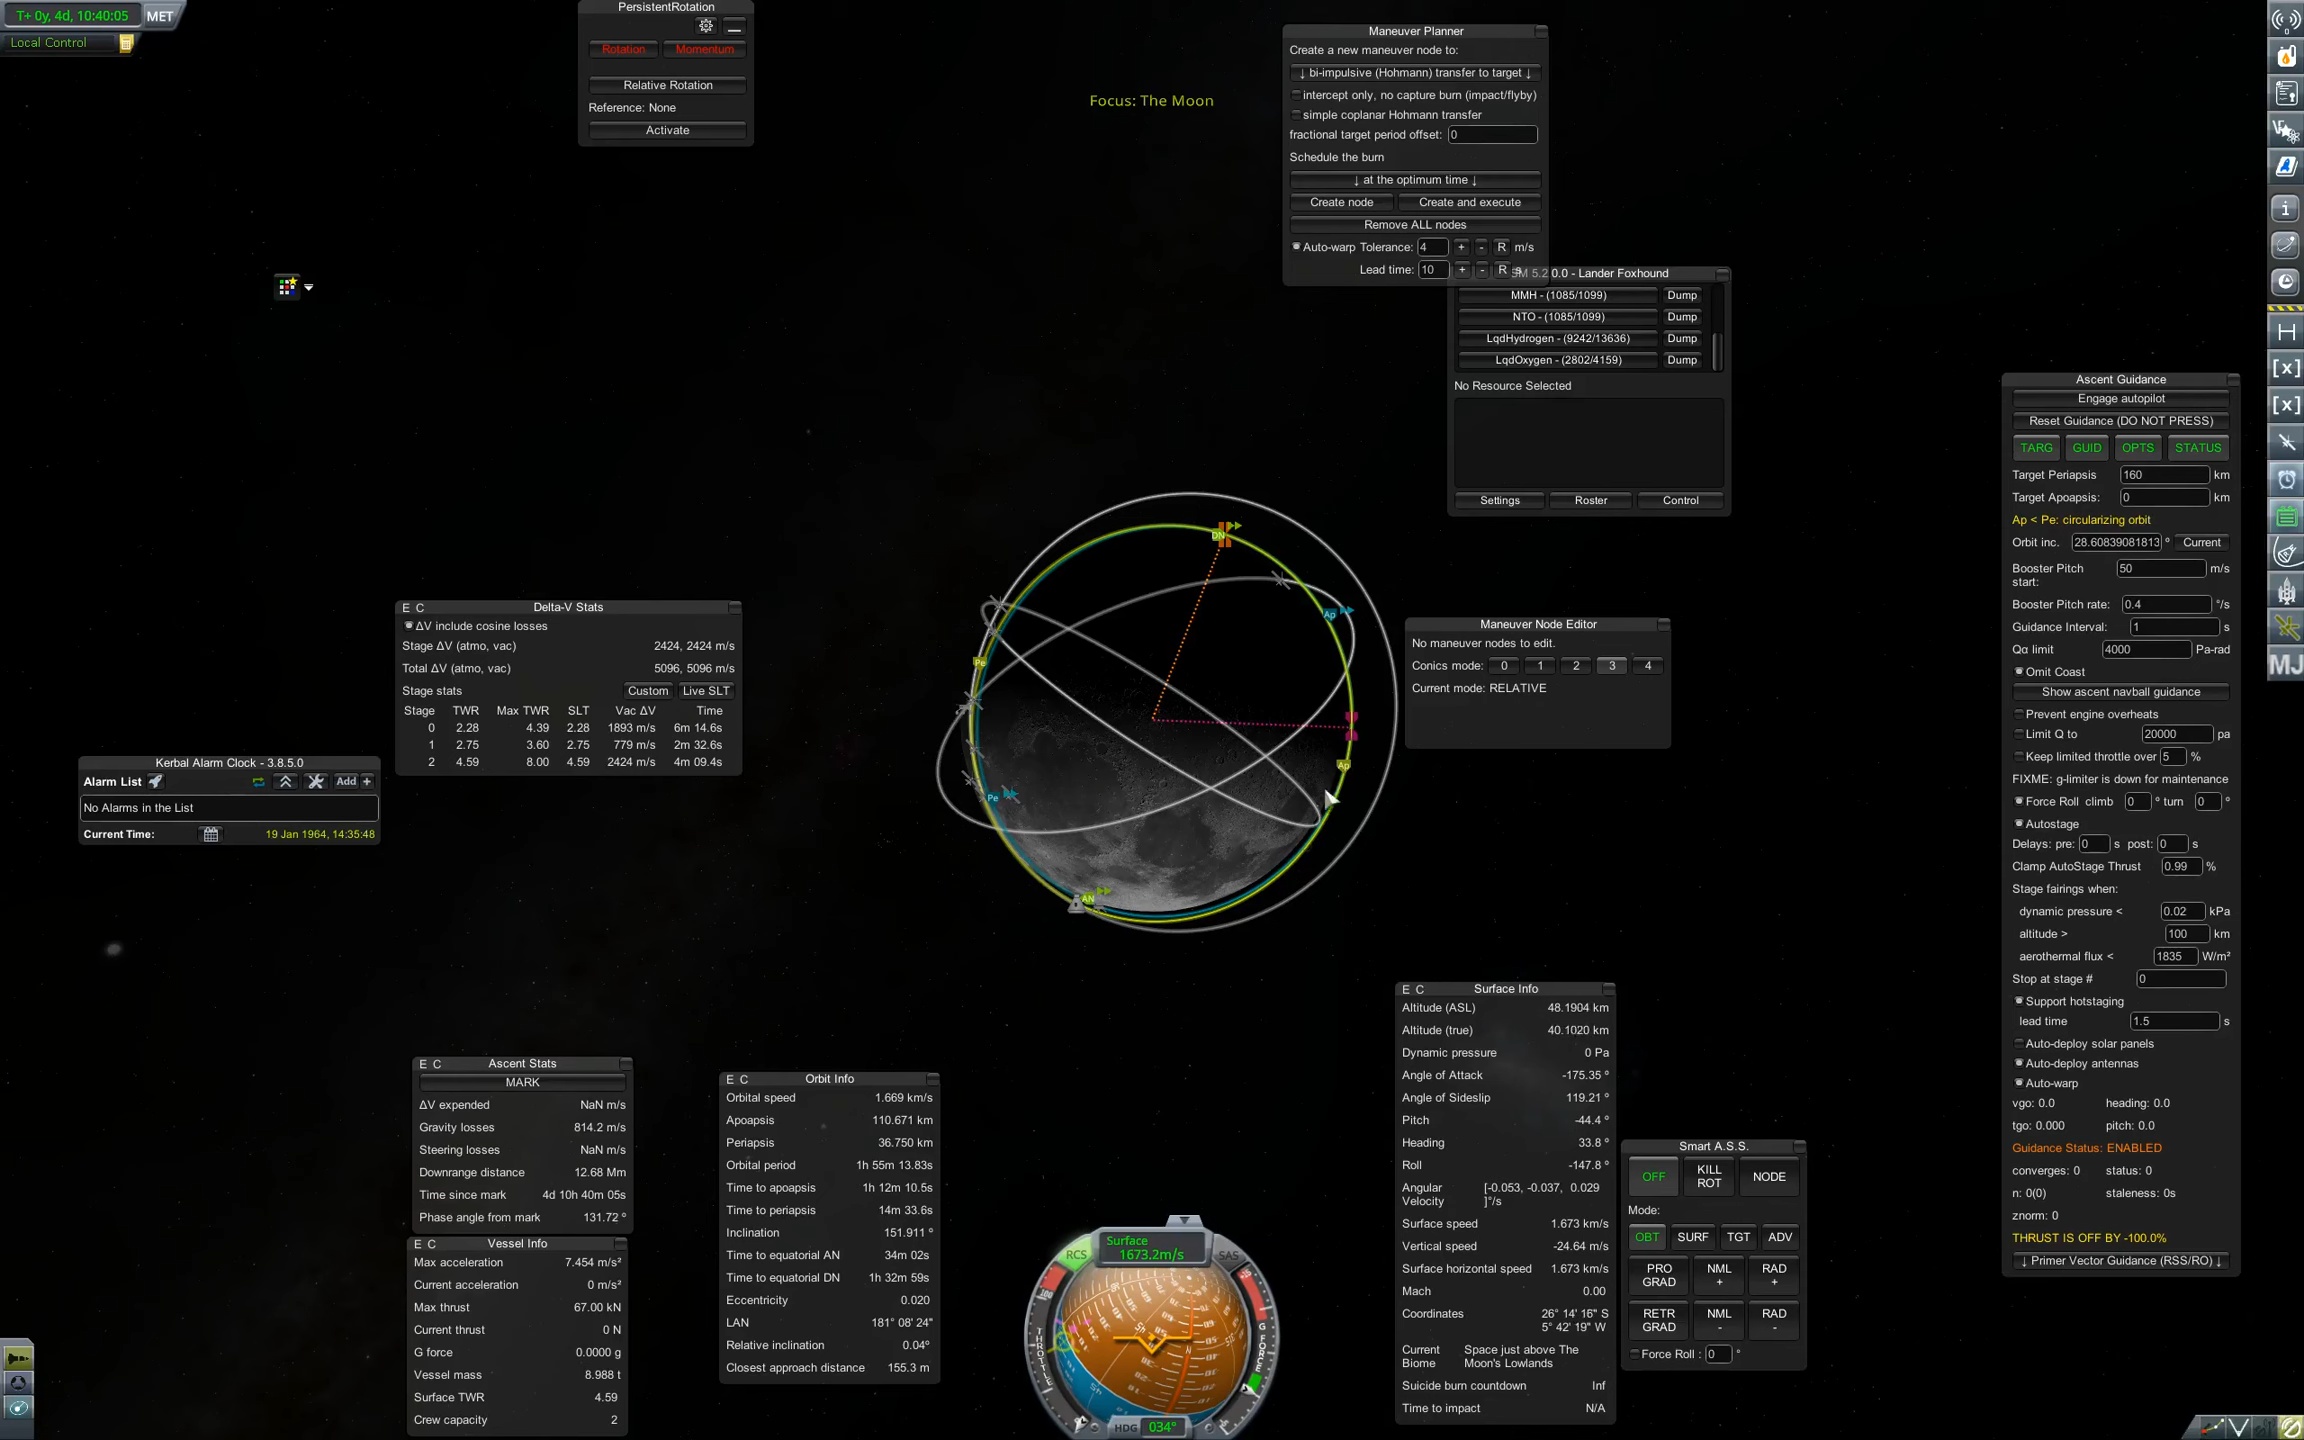 T+ 0y, 4d, 10:40:05 MET
Local Control
PersistentRotation
Rotation Momentum
Relative Rotation
Reference: None
Activate
Focus: The Moon
Maneuver Planner
Create a new maneuver node to:
↓ bi-impulsive (Hohmann) transfer to target ↓
intercept only, no capture burn (impact/flyby)
simple coplanar Hohmann transfer
fractional target period offset: 0
Schedule the burn
↓ at the optimum time ↓
Create node Create and execute
Remove ALL nodes
Auto-warp Tolerance: 4 + - R m/s
Lead time: 10 + - R s
SM 5.2.0.0 - Lander Foxhound
MMH - (1085/1099) Dump
NTO - (1085/1099) Dump
LqdHydrogen - (9242/13636) Dump
LqdOxygen - (2802/4159) Dump
No Resource Selected
Settings Roster Control
Ascent Guidance
Engage autopilot
Reset Guidance (DO NOT PRESS)
TARG GUID OPTS STATUS
Target Periapsis 160 km
Target Apoapsis: 0 km
Ap < Pe: circularizing orbit
Orbit inc. 28.60839081813 º Current
Booster Pitch start: 50 m/s
Booster Pitch rate: 0.4 °/s
Guidance Interval: 1 s
Qα limit 4000 Pa-rad
Omit Coast
Show ascent navball guidance
Prevent engine overheats
Limit Q to 20000 pa
Keep limited throttle over 5 %
FIXME: g-limiter is down for maintenance
Force Roll climb 0 º turn 0 º
Autostage
Delays: pre: 0 s post: 0 s
Clamp AutoStage Thrust 0.99 %
Stage fairings when:
dynamic pressure < 0.02 kPa
altitude > 100 km
aerothermal flux < 1835 W/m²
Stop at stage # 0
Support hotstaging
lead time 1.5 s
Auto-deploy solar panels
Auto-deploy antennas
Auto-warp
vgo: 0.0 heading: 0.0
tgo: 0.000 pitch: 0.0
Guidance Status: ENABLED
converges: 0 status: 0
n: 0(0) staleness: 0s
znorm: 0
THRUST IS OFF BY -100.0%
↓ Primer Vector Guidance (RSS/RO) ↓
MJ
E C Delta-V Stats
ΔV include cosine losses
Stage ΔV (atmo, vac) 2424, 2424 m/s
Total ΔV (atmo, vac) 5096, 5096 m/s
Stage stats Custom Live SLT
Stage TWR Max TWR SLT Vac ΔV Time
0 2.28 4.39 2.28 1893 m/s 6m 14.6s
1 2.75 3.60 2.75 779 m/s 2m 32.6s
2 4.59 8.00 4.59 2424 m/s 4m 09.4s
Kerbal Alarm Clock - 3.8.5.0
Alarm List Add +
No Alarms in the List
Current Time: 19 Jan 1964, 14:35:48
DN
Ap
Pe
Ap
Pe
AN
Maneuver Node Editor
No maneuver nodes to edit.
Conics mode: 0 1 2 3 4
Current mode: RELATIVE
E C Ascent Stats
MARK
ΔV expended NaN m/s
Gravity losses 814.2 m/s
Steering losses NaN m/s
Downrange distance 12.68 Mm
Time since mark 4d 10h 40m 05s
Phase angle from mark 131.72 º
E C Vessel Info
Max acceleration 7.454 m/s²
Current acceleration 0 m/s²
Max thrust 67.00 kN
Current thrust 0 N
G force 0.0000 g
Vessel mass 8.988 t
Surface TWR 4.59
Crew capacity 2
E C Orbit Info
Orbital speed 1.669 km/s
Apoapsis 110.671 km
Periapsis 36.750 km
Orbital period 1h 55m 13.83s
Time to apoapsis 1h 12m 10.5s
Time to periapsis 14m 33.6s
Inclination 151.911 º
Time to equatorial AN 34m 02s
Time to equatorial DN 1h 32m 59s
Eccentricity 0.020
LAN 181° 08' 24"
Relative inclination 0.04º
Closest approach distance 155.3 m
RCS Surface SAS
1673.2m/s
THROTTLE
G FORCE
HDG 034°
E C Surface Info
Altitude (ASL) 48.1904 km
Altitude (true) 40.1020 km
Dynamic pressure 0 Pa
Angle of Attack -175.35 º
Angle of Sideslip 119.21 º
Pitch -44.4 º
Heading 33.8 º
Roll -147.8 º
Angular Velocity [-0.053, -0.037, 0.029 ]°/s
Surface speed 1.673 km/s
Vertical speed -24.64 m/s
Surface horizontal speed 1.673 km/s
Mach 0.00
Coordinates 26° 14' 16" S
5° 42' 19" W
Current Biome Space just above The Moon's Lowlands
Suicide burn countdown Inf
Time to impact N/A
Smart A.S.S.
OFF KILL ROT NODE
Mode:
OBT SURF TGT ADV
PRO GRAD NML + RAD +
RETR GRAD NML - RAD -
Force Roll : 0 °